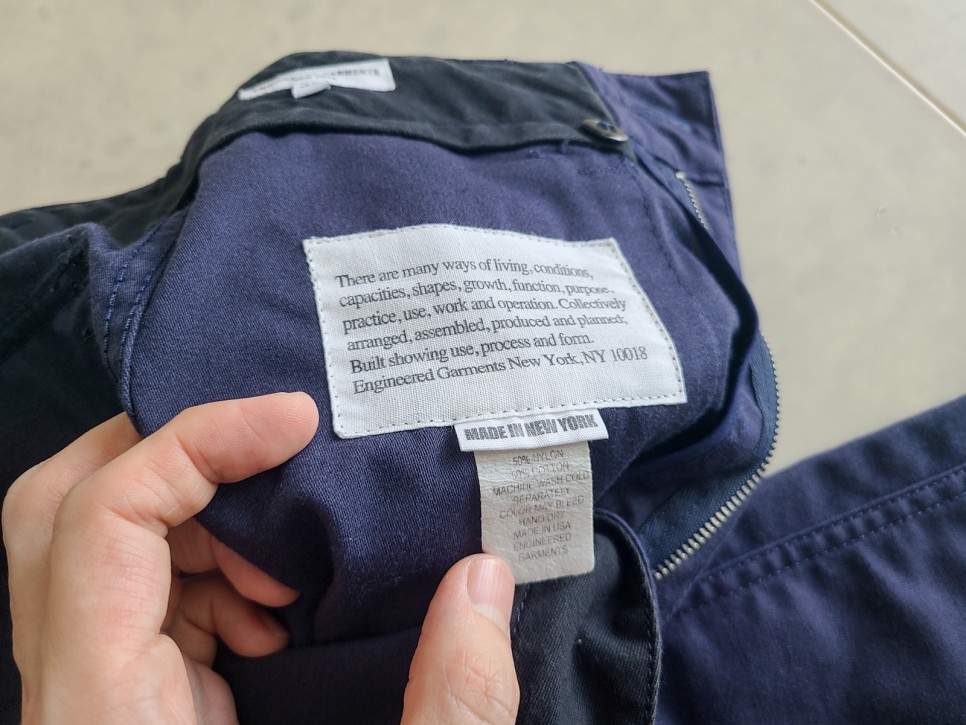 GARMENTS
There are many ways of living, conditions,
capacities, shapes, growth, function, purpose,
practice, use, work and operation. Collectively
arranged, assembled, produced and planned;
Built showing use, process and form.
Engineered Garments New York, NY 10018
MADE IN NEW YORK
50% NYLON
50% COTTON
MACHINE WASH COLD
SEPARATELY
COLOR MAY BLEED
HANG DRY
MADE IN USA
ENGINEERED
GARMENTS